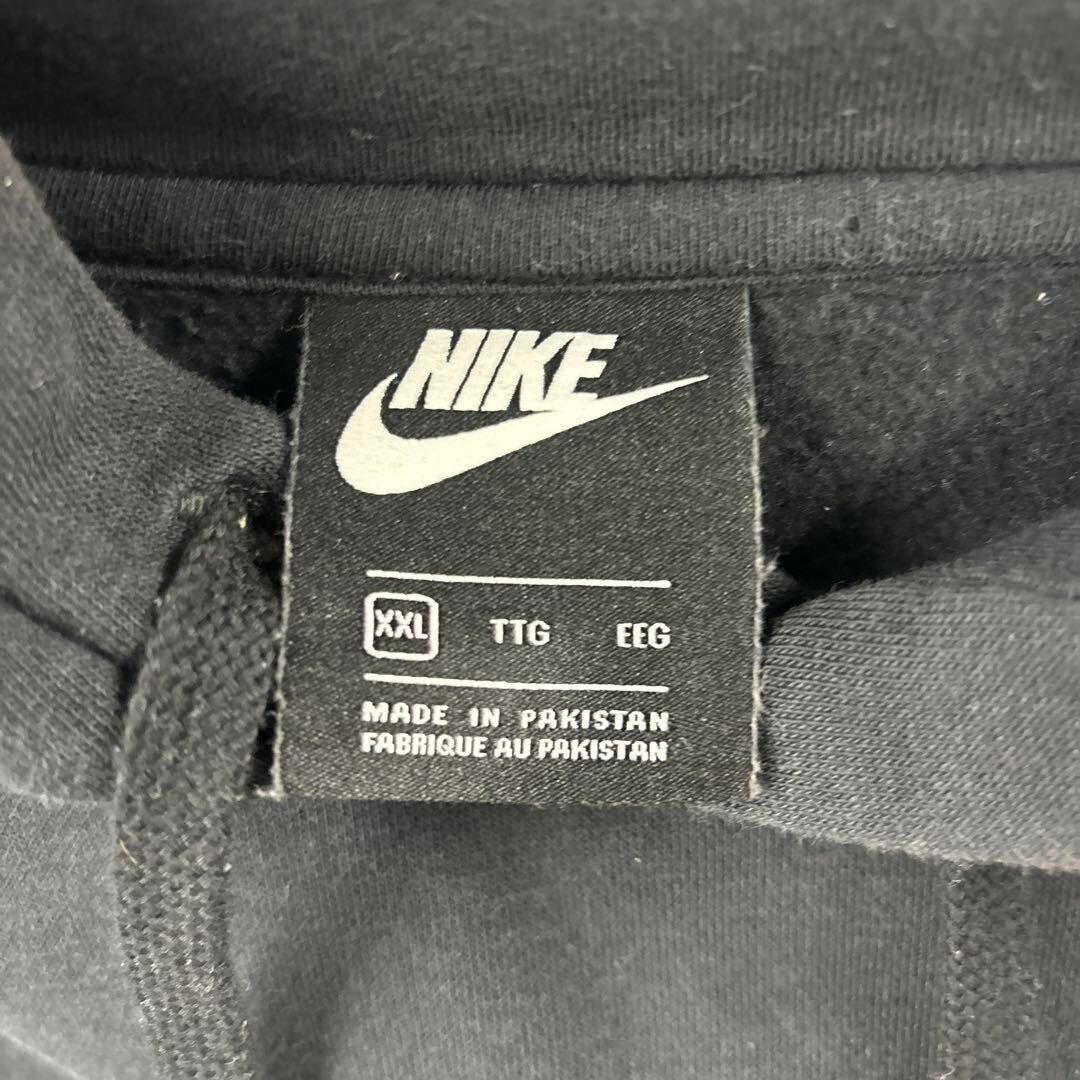 NIKE
XXL TTG EEG
MADE IN PAKISTAN
FABRIQUE AU PAKISTAN